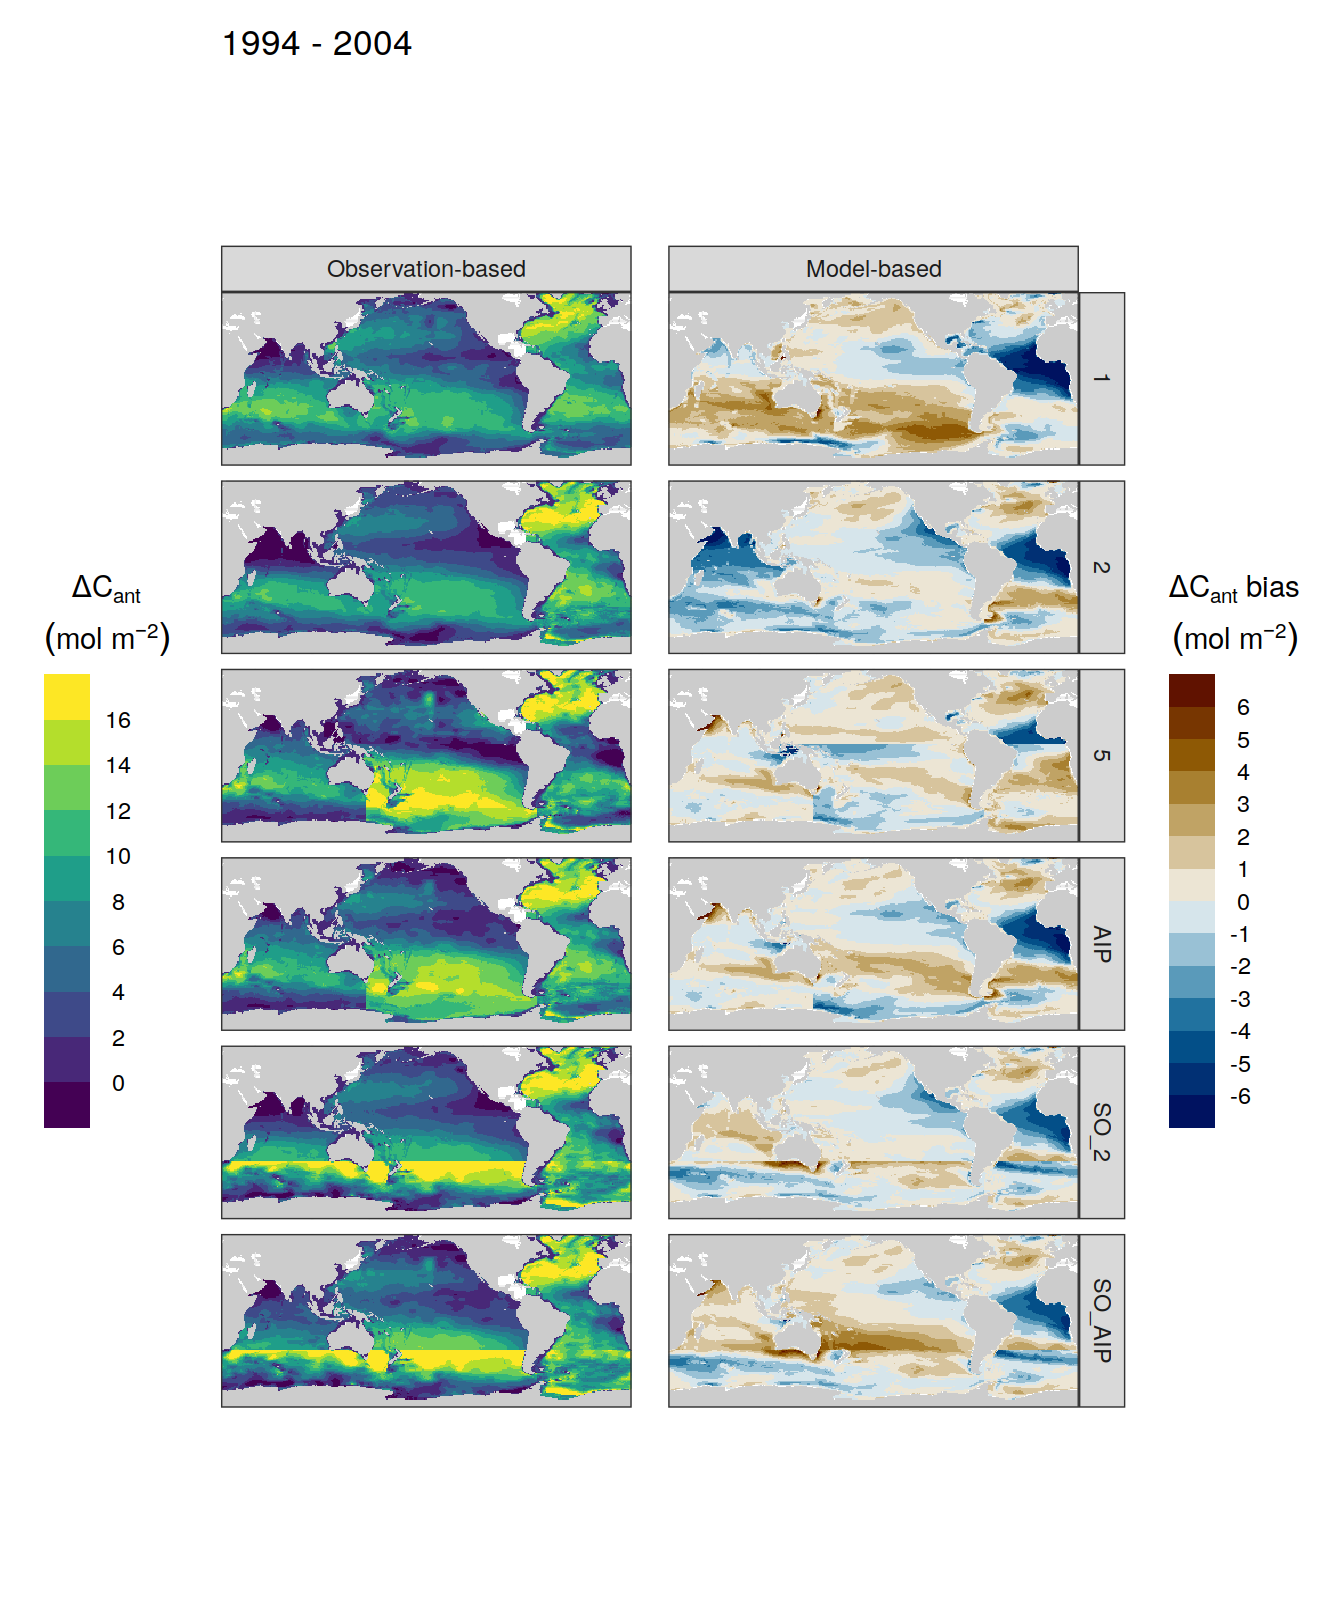 1994 - 2004
Observation-based
Model-based
1
2
5
AIP
SO_2
SO_AIP
ΔCant
(mol m−2)
16
14
12
10
8
6
4
2
0
ΔCant bias
(mol m−2)
6
5
4
3
2
1
0
-1
-2
-3
-4
-5
-6